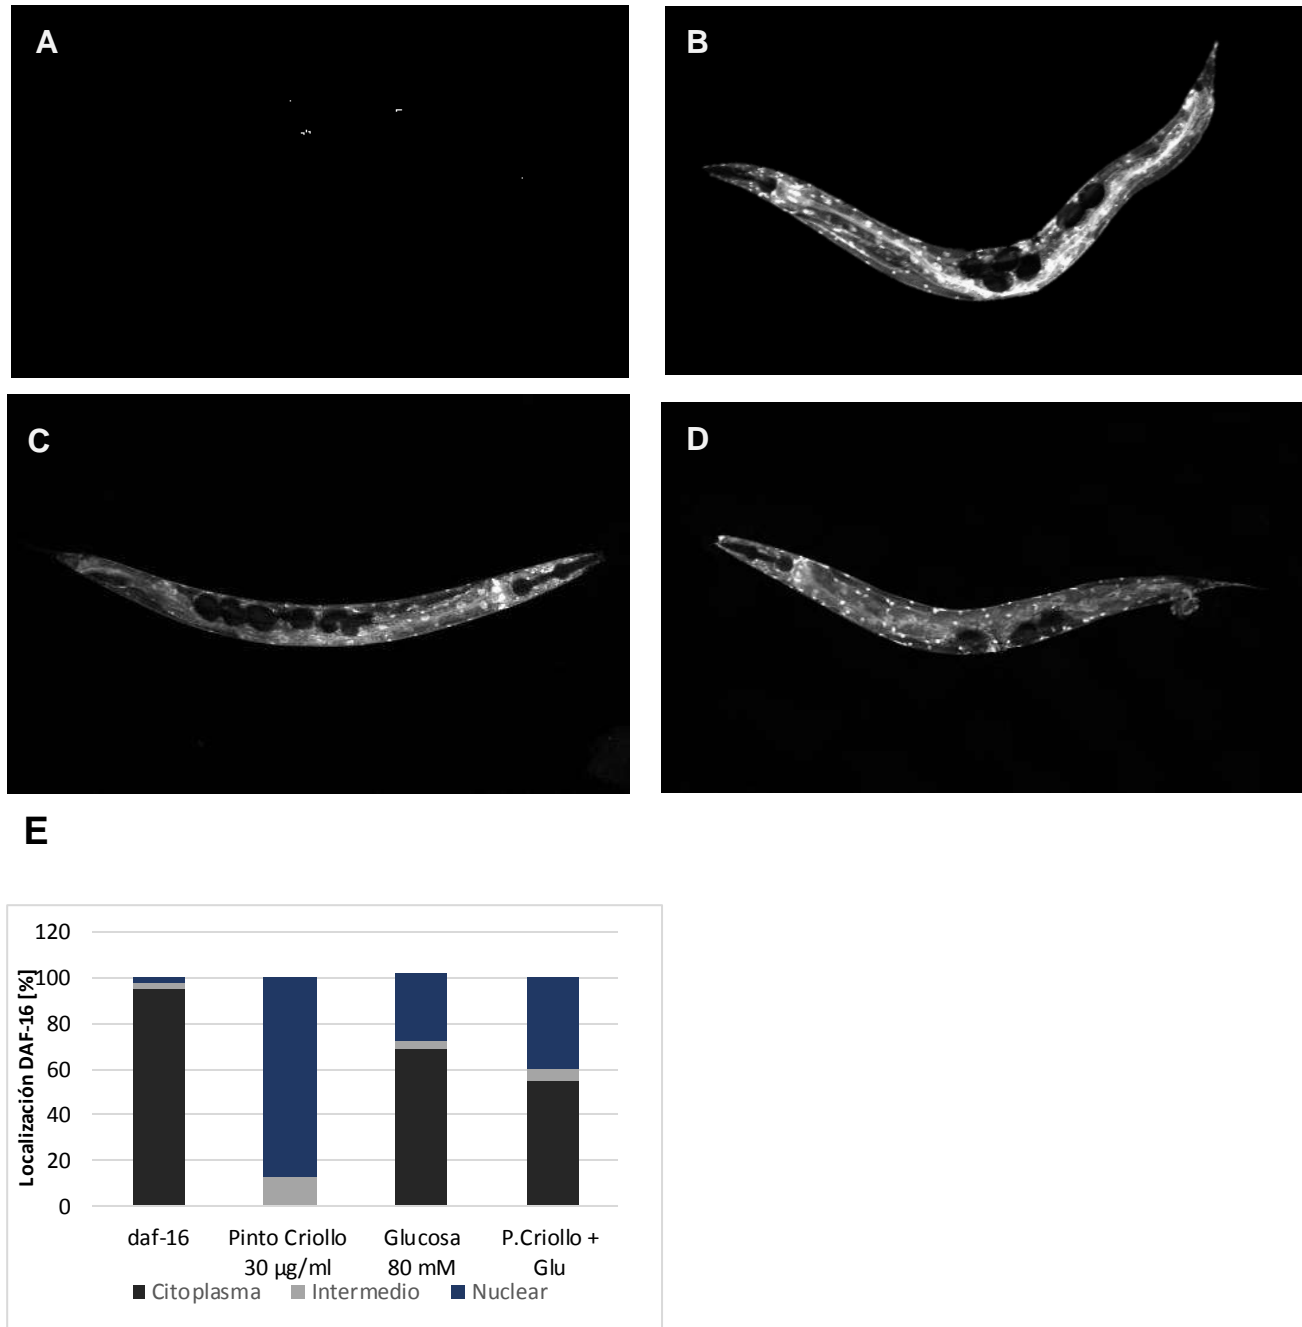 A
B
C
D
E
Localización DAF-16 [%]
120
100
80
60
40
20
0
daf-16
Pinto Criollo
30 µg/ml
Glucosa
80 mM
P.Criollo +
Glu
Citoplasma
Intermedio
Nuclear